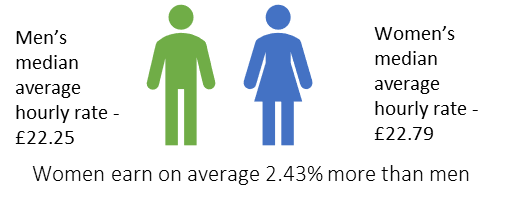 Men's
median
average
hourly rate -
£22.25
Women's
median
average
hourly rate -
£22.79
Women earn on average 2.43% more than men